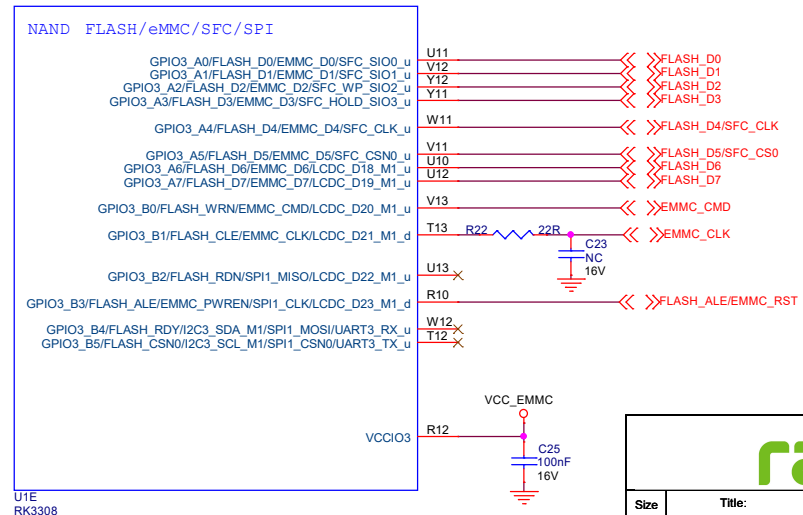 NAND FLASH/eMMC/SFC/SPI
GPIO3_A0/FLASH_D0/EMMC_D0/SFC_SIO0_u U11 FLASH_D0
GPIO3_A1/FLASH_D1/EMMC_D1/SFC_SIO1_u V12 FLASH_D1
GPIO3_A2/FLASH_D2/EMMC_D2/SFC_WP_SIO2_u Y12 FLASH_D2
GPIO3_A3/FLASH_D3/EMMC_D3/SFC_HOLD_SIO3_u Y11 FLASH_D3
GPIO3_A4/FLASH_D4/EMMC_D4/SFC_CLK_u W11 FLASH_D4/SFC_CLK
GPIO3_A5/FLASH_D5/EMMC_D5/SFC_CSN0_u V11 FLASH_D5/SFC_CS0
GPIO3_A6/FLASH_D6/EMMC_D6/LCDC_D18_M1_u U10 FLASH_D6
GPIO3_A7/FLASH_D7/EMMC_D7/LCDC_D19_M1_u U12 FLASH_D7
GPIO3_B0/FLASH_WRN/EMMC_CMD/LCDC_D20_M1_u V13 EMMC_CMD
GPIO3_B1/FLASH_CLE/EMMC_CLK/LCDC_D21_M1_d T13 R22 22R EMMC_CLK
C23
NC
16V
GPIO3_B2/FLASH_RDN/SPI1_MISO/LCDC_D22_M1_u U13
GPIO3_B3/FLASH_ALE/EMMC_PWREN/SPI1_CLK/LCDC_D23_M1_d R10 FLASH_ALE/EMMC_RST
GPIO3_B4/FLASH_RDY/I2C3_SDA_M1/SPI1_MOSI/UART3_RX_u W12
GPIO3_B5/FLASH_CSN0/I2C3_SCL_M1/SPI1_CSN0/UART3_TX_u T12
VCC_EMMC
VCCIO3 R12
C25
100nF
16V
U1E
RK3308
ra
Size Title: